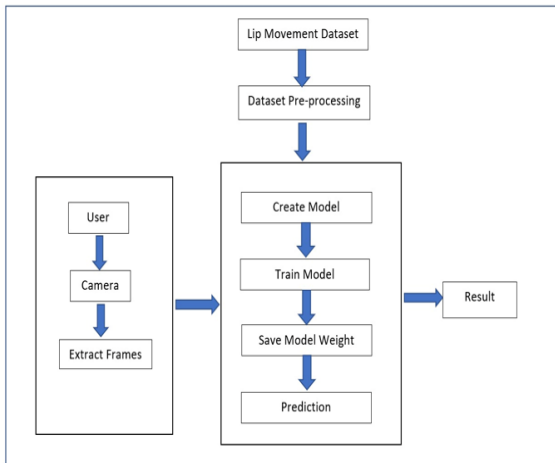 Lip Movement Dataset
Dataset Pre-processing
User
Camera
Extract Frames
Create Model
Train Model
Save Model Weight
Prediction
Result